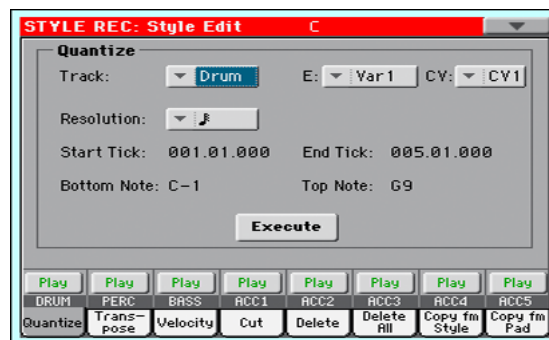 STYLE REC: Style Edit C
Quantize
Track: Drum E: Var1 CV: CV1
Resolution:
Start Tick: 001.01.000 End Tick: 005.01.000
Bottom Note: C-1 Top Note: G9
Execute
Play Play Play Play Play Play Play Play
DRUM PERC BASS ACC1 ACC2 ACC3 ACC4 ACC5
Quantize Trans-pose Velocity Cut Delete Delete All Copy fm Style Copy fm Pad